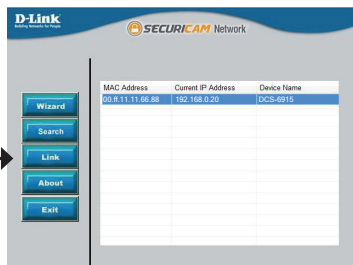 D-Link
Building Networks for People
SECURICAM Network
MAC Address Current IP Address Device Name
00.ff.11.11.66.88 192.168.0.20 DCS-6915
Wizard
Search
Link
About
Exit